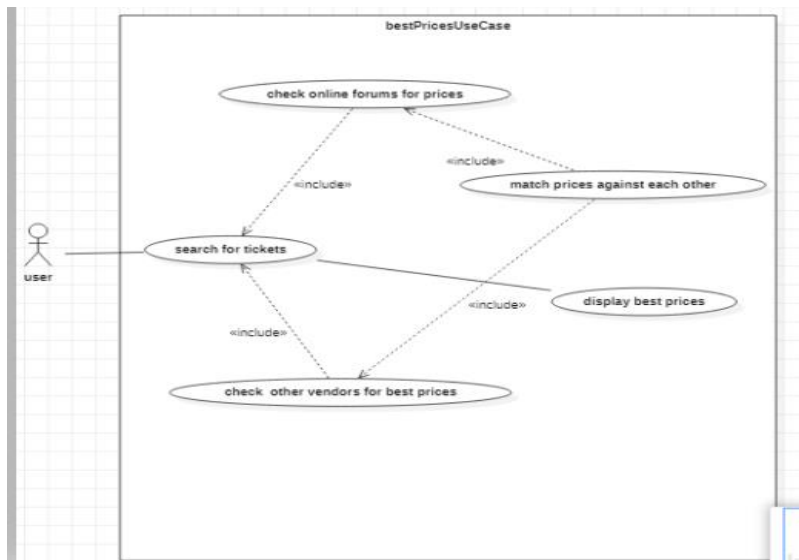 bestPricesUseCase
check online forums for prices
«include»
match prices against each other
«include»
search for tickets
user
display best prices
«include»
«include»
check other vendors for best prices